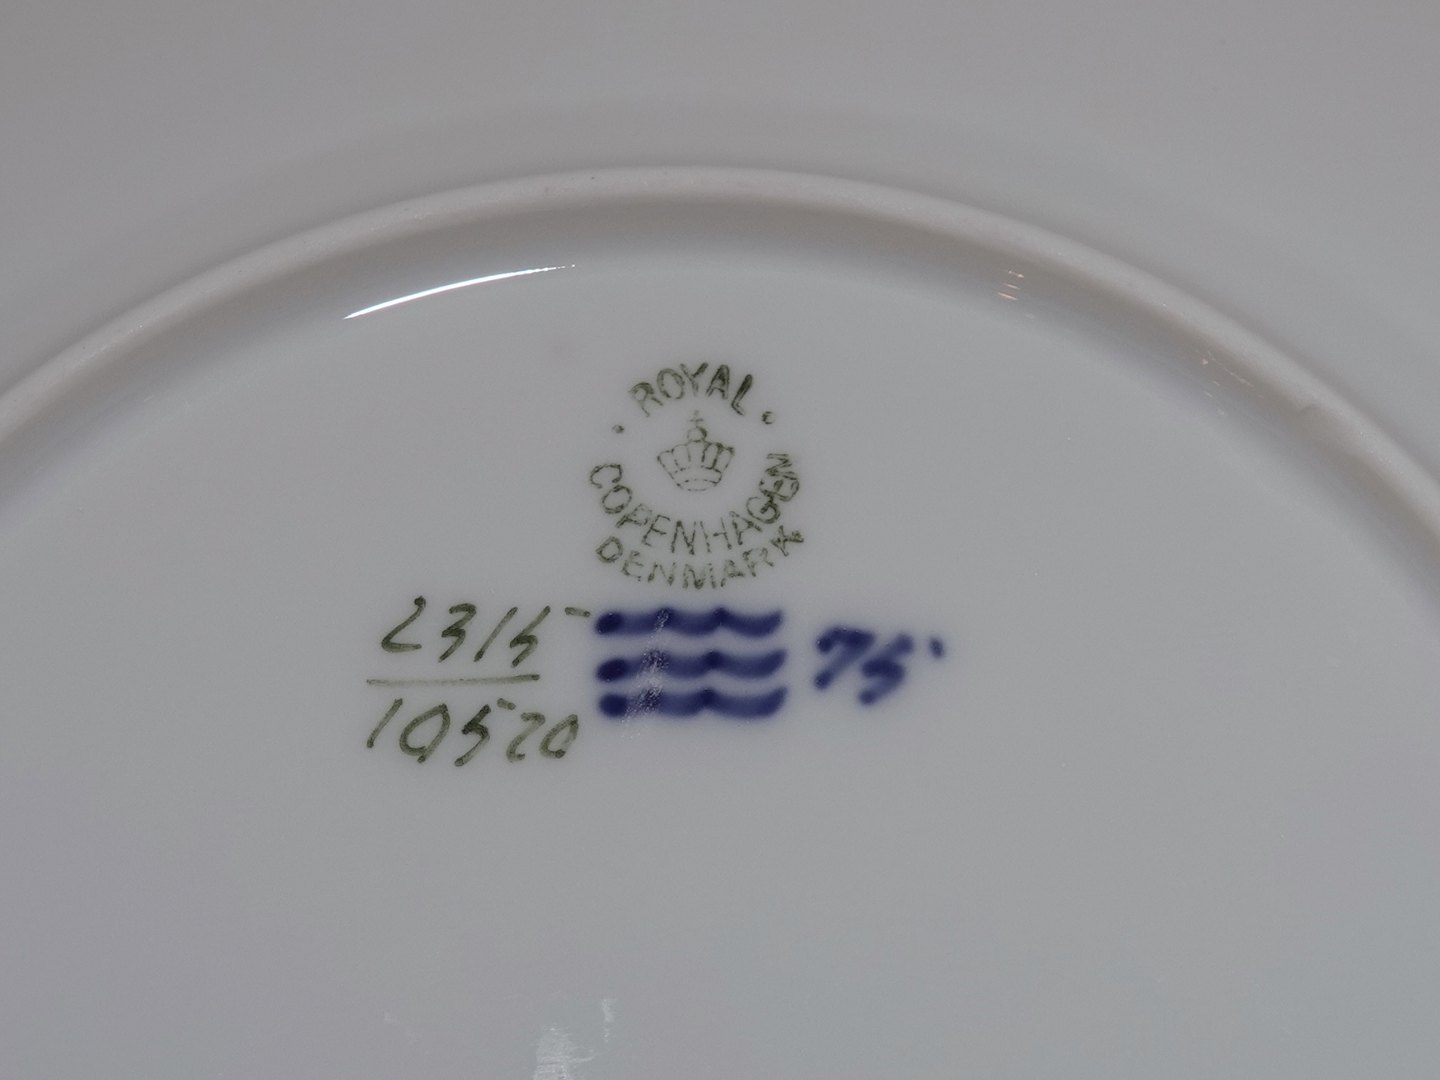 · ROYAL ·
COPENHAGEN
DENMARK
2315
10520
75